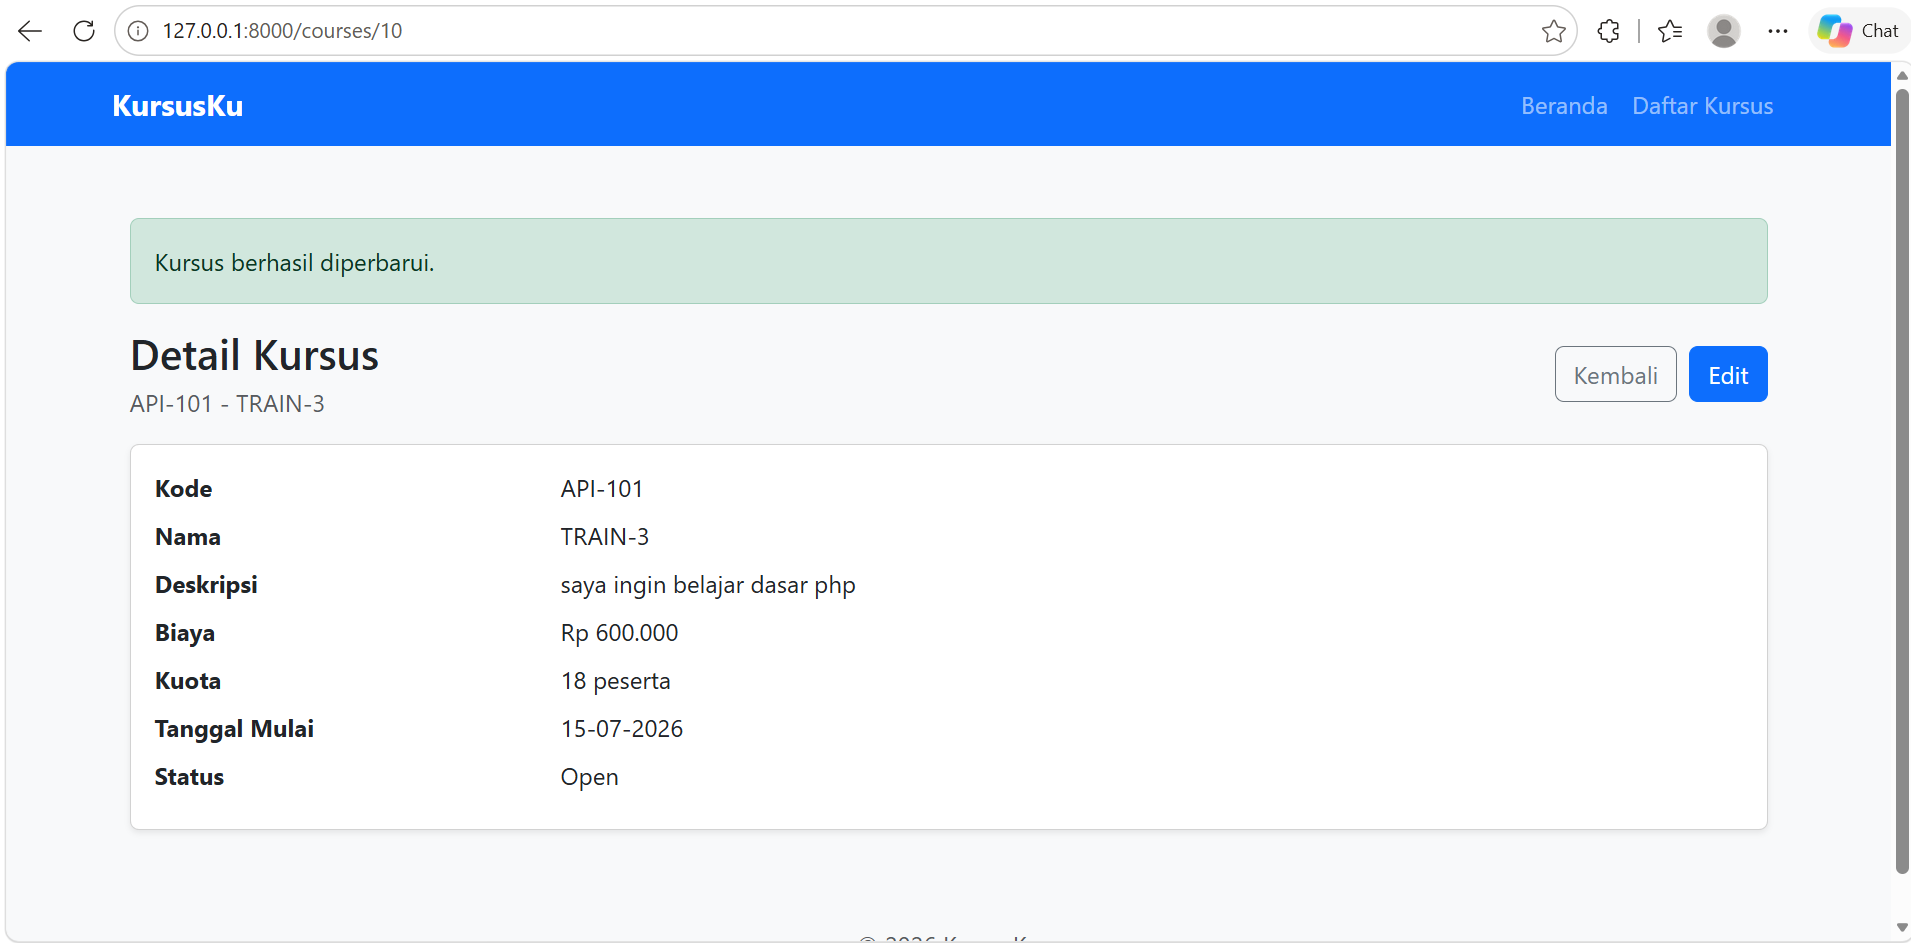 127.0.0.1:8000/courses/10
Chat
KursusKu
Beranda Daftar Kursus
Kursus berhasil diperbarui.
Detail Kursus
API-101 - TRAIN-3
Kembali Edit
Kode API-101
Nama TRAIN-3
Deskripsi saya ingin belajar dasar php
Biaya Rp 600.000
Kuota 18 peserta
Tanggal Mulai 15-07-2026
Status Open
© 2026 KursusKu